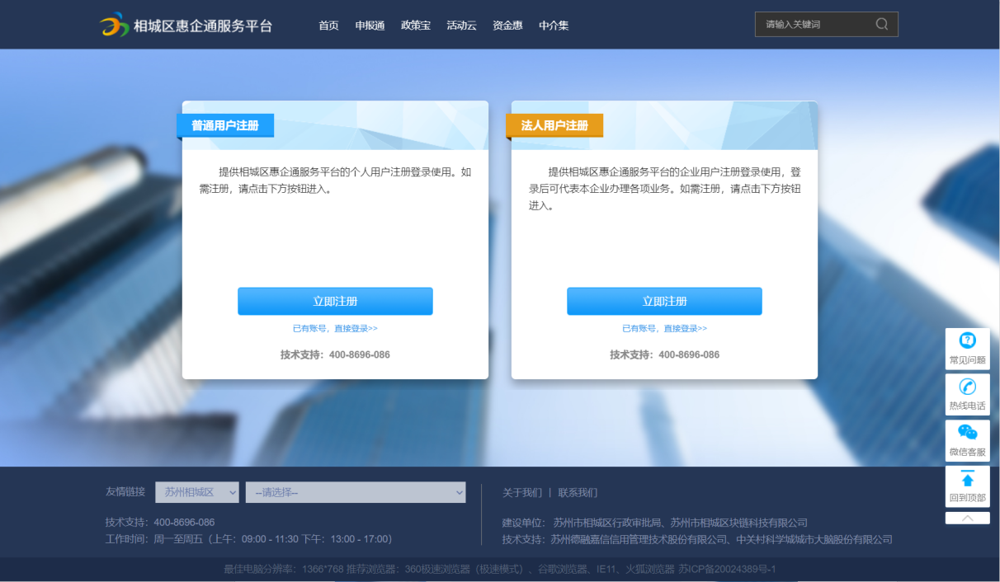 相城区惠企通服务平台
首页 申报通 政策宝 活动云 资金惠 中介集
请输入关键词
普通用户注册
提供相城区惠企通服务平台的个人用户注册登录使用。如
需注册，请点击下方按钮进入。
立即注册
已有账号，直接登录>>
技术支持：400-8696-086
法人用户注册
提供相城区惠企通服务平台的企业用户注册登录使用，登
录后可代表本企业办理各项业务。如需注册，请点击下方按钮
进入。
立即注册
已有账号，直接登录>>
技术支持：400-8696-086
常见问题
热线电话
微信客服
回到顶部
友情链接 苏州相城区 --请选择--
技术支持：400-8696-086
工作时间：周一至周五（上午：09:00 - 11:30 下午：13:00 - 17:00）
关于我们 | 联系我们
建设单位： 苏州市相城区行政审批局、苏州市相城区块链科技有限公司
技术支持：苏州德融嘉信信用管理技术股份有限公司、中关村科学城城市大脑股份有限公司
最佳电脑分辨率：1366*768 推荐浏览器：360极速浏览器（极速模式）、谷歌浏览器、IE11、火狐浏览器 苏ICP备20024389号-1